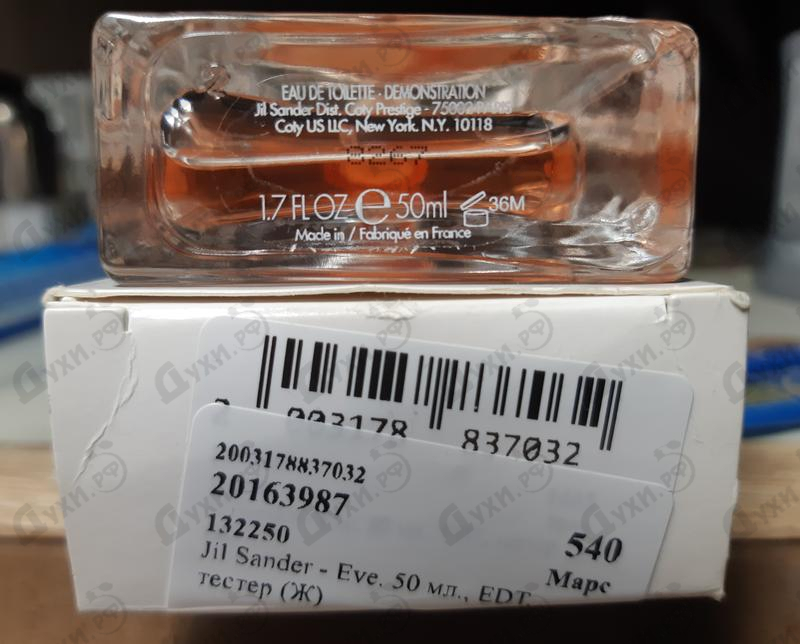 EAU DE TOILETTE - DEMONSTRATION
Jil Sander Dist. Coty Prestige - 75002 PARIS
Coty US LLC, New York. N.Y. 10118
1.7 FL OZ e 50ml 36M
Made in / Fabriqué en France
003178 837032
2003178837032
20163987
132250
540
Jil Sander - Eve. 50 мл., EDT.
Марс
тестер (Ж)
Духи.РФ